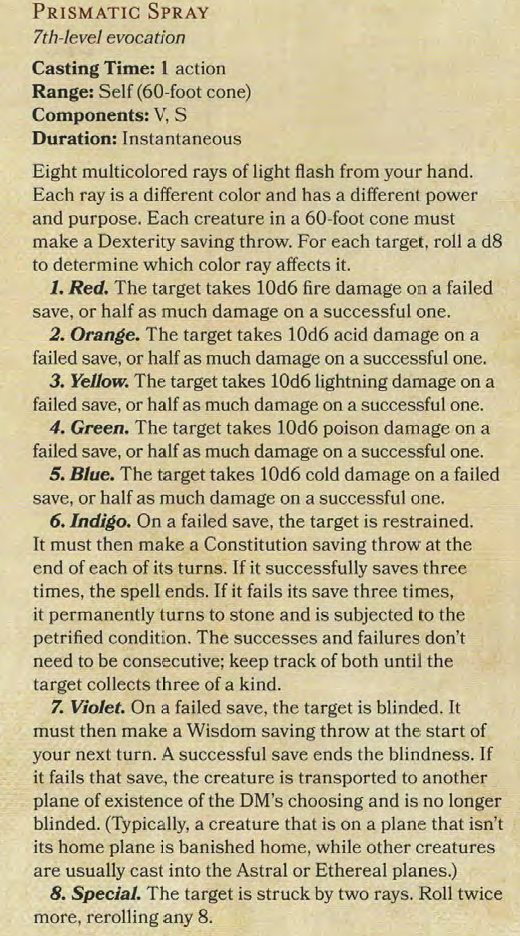 PRISMATIC SPRAY
7th-level evocation
Casting Time: 1 action
Range: Self (60-foot cone)
Components: V, S
Duration: Instantaneous
Eight multicolored rays of light flash from your hand.
Each ray is a different color and has a different power
and purpose. Each creature in a 60-foot cone must
make a Dexterity saving throw. For each target, roll a d8
to determine which color ray affects it.
1. Red. The target takes 10d6 fire damage on a failed
save, or half as much damage on a successful one.
2. Orange. The target takes 10d6 acid damage on a
failed save, or half as much damage on a successful one.
3. Yellow. The target takes 10d6 lightning damage on a
failed save, or half as much damage on a successful one.
4. Green. The target takes 10d6 poison damage on a
failed save, or half as much damage on a successful one.
5. Blue. The target takes 10d6 cold damage on a failed
save, or half as much damage on a successful one.
6. Indigo. On a failed save, the target is restrained.
It must then make a Constitution saving throw at the
end of each of its turns. If it successfully saves three
times, the spell ends. If it fails its save three times,
it permanently turns to stone and is subjected to the
petrified condition. The successes and failures don't
need to be consecutive; keep track of both until the
target collects three of a kind.
7. Violet. On a failed save, the target is blinded. It
must then make a Wisdom saving throw at the start of
your next turn. A successful save ends the blindness. If
it fails that save, the creature is transported to another
plane of existence of the DM's choosing and is no longer
blinded. (Typically, a creature that is on a plane that isn't
its home plane is banished home, while other creatures
are usually cast into the Astral or Ethereal planes.)
8. Special. The target is struck by two rays. Roll twice
more, rerolling any 8.